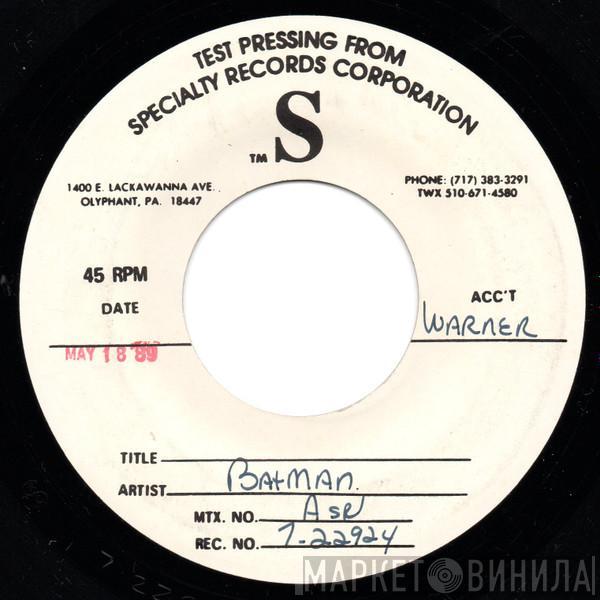 TEST PRESSING FROM
SPECIALTY RECORDS CORPORATION
TM S
1400 E. LACKAWANNA AVE.
OLYPHANT, PA. 18447
PHONE: (717) 383-3291
TWX 510-671-4580
45 RPM
DATE
ACC'T
WARNER
MAY 18 '89
TITLE
ARTIST BATMAN.
MTX. NO.
REC. NO. 7-22924
МАРКЕТ ВИНИЛА